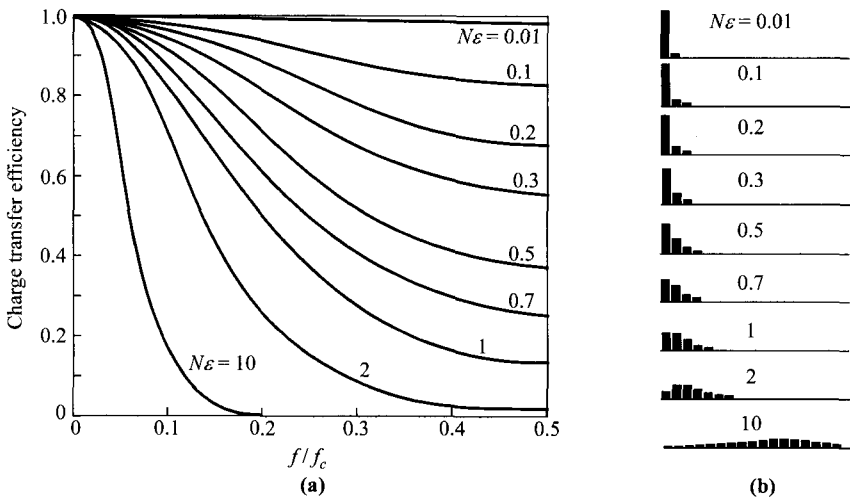 1.0
0.8
0.6
0.4
0.2
0
Charge transfer efficiency
Nε = 0.01
0.1
0.2
0.3
0.5
0.7
1
2
Nε = 10
0 0.1 0.2 0.3 0.4 0.5
f / f_c
(a)
Nε = 0.01
0.1
0.2
0.3
0.5
0.7
1
2
10
(b)